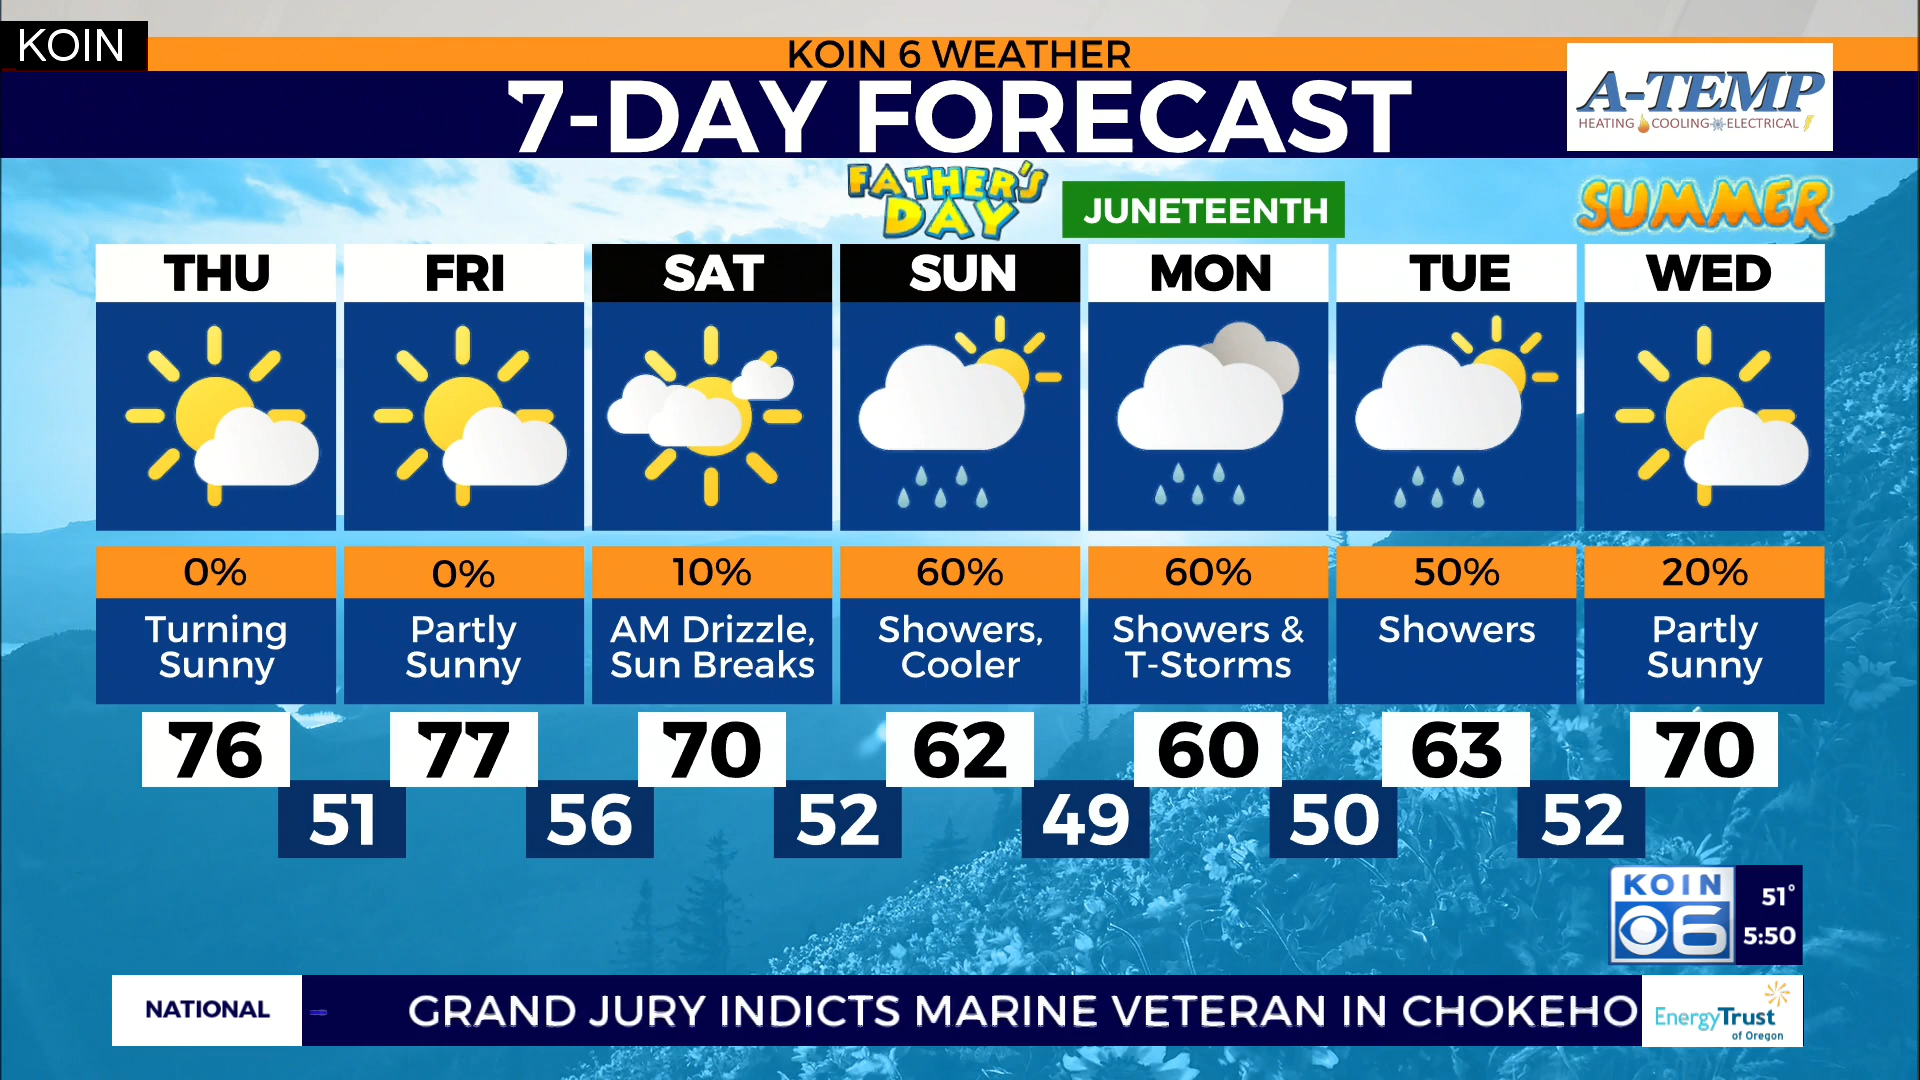 KOIN
KOIN 6 WEATHER
7-DAY FORECAST
A-TEMP
HEATING COOLING ELECTRICAL
FATHER'S
DAY
JUNETEENTH
SUMMER
THU FRI SAT SUN MON TUE WED
0% 0% 10% 60% 60% 50% 20%
Turning Partly AM Drizzle, Showers, Showers & Showers Partly
Sunny Sunny Sun Breaks Cooler T-Storms Sunny
76 77 70 62 60 63 70
51 56 52 49 50 52
KOIN
6
51°
5:50
NATIONAL
GRAND JURY INDICTS MARINE VETERAN IN CHOKEHO
EnergyTrust
of Oregon